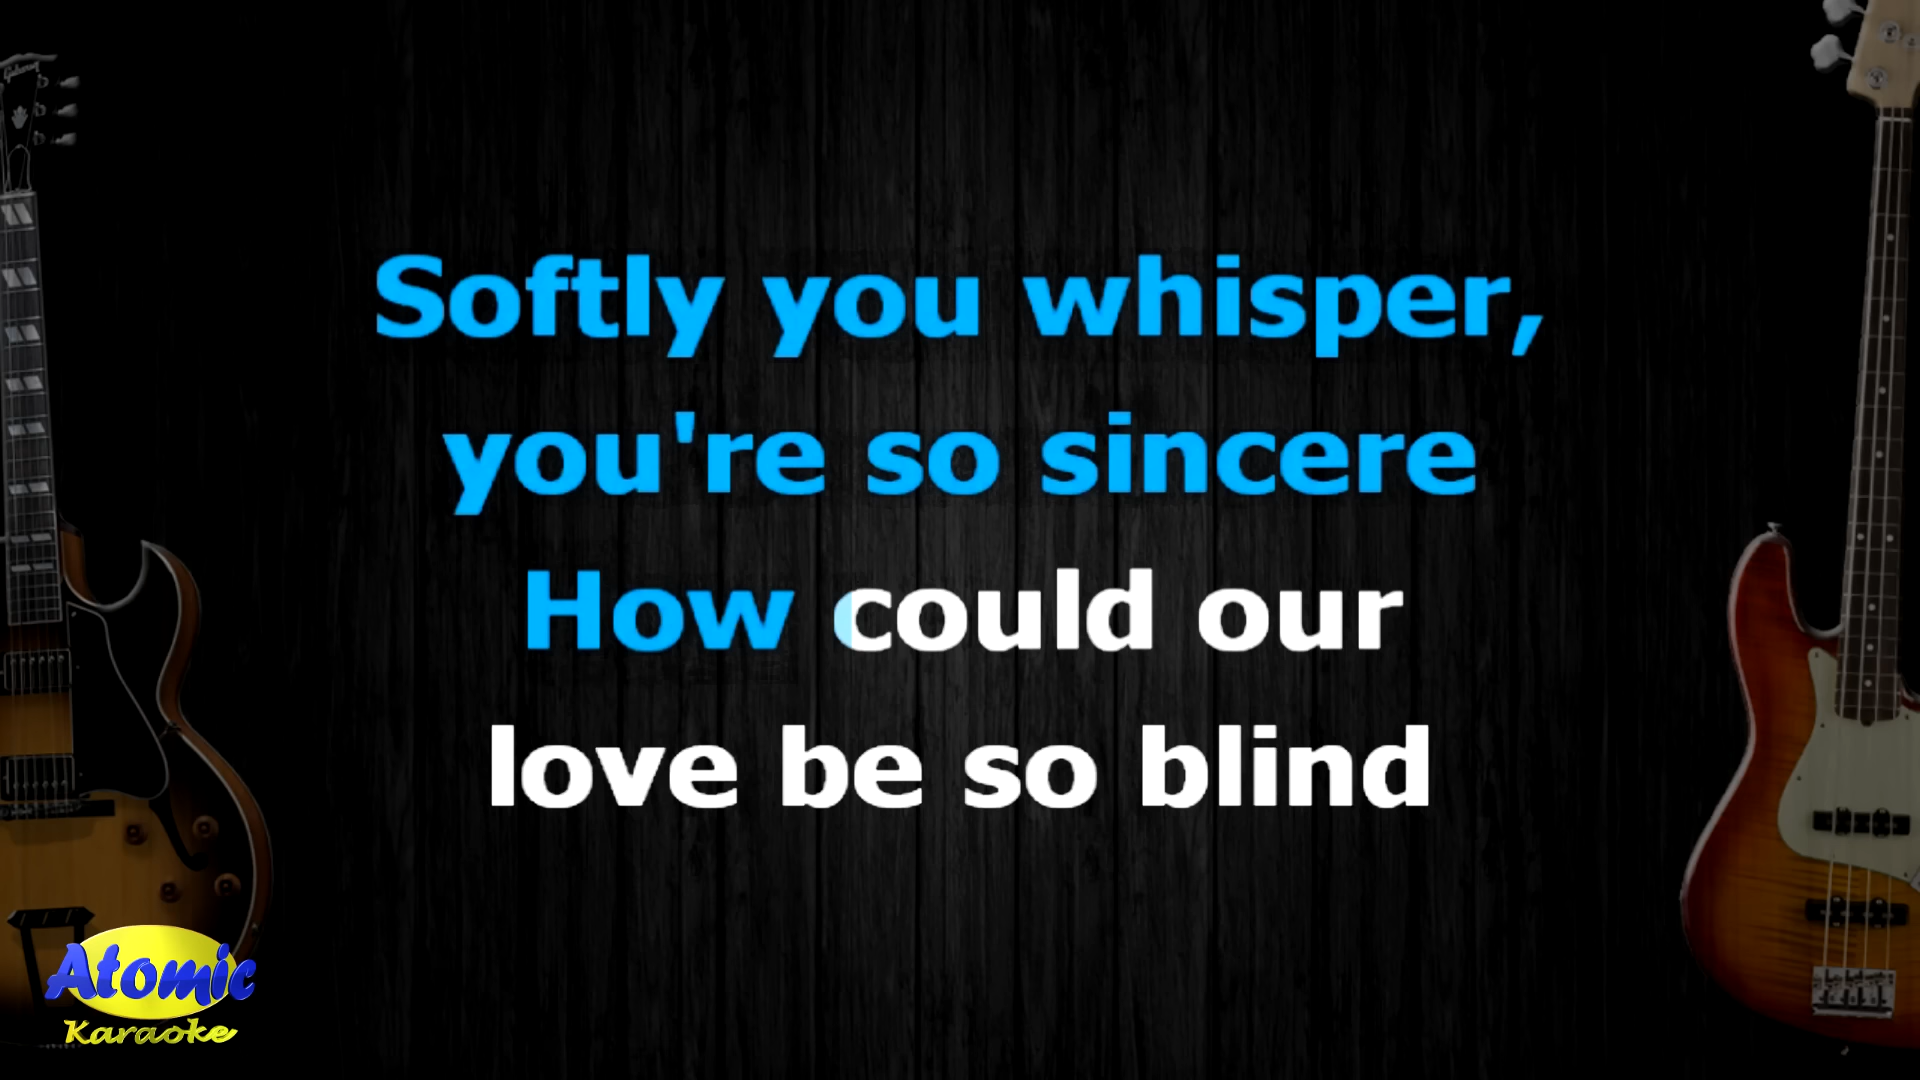 Softly you whisper,
you're so sincere
How could our
love be so blind
Atomic
Karaoke